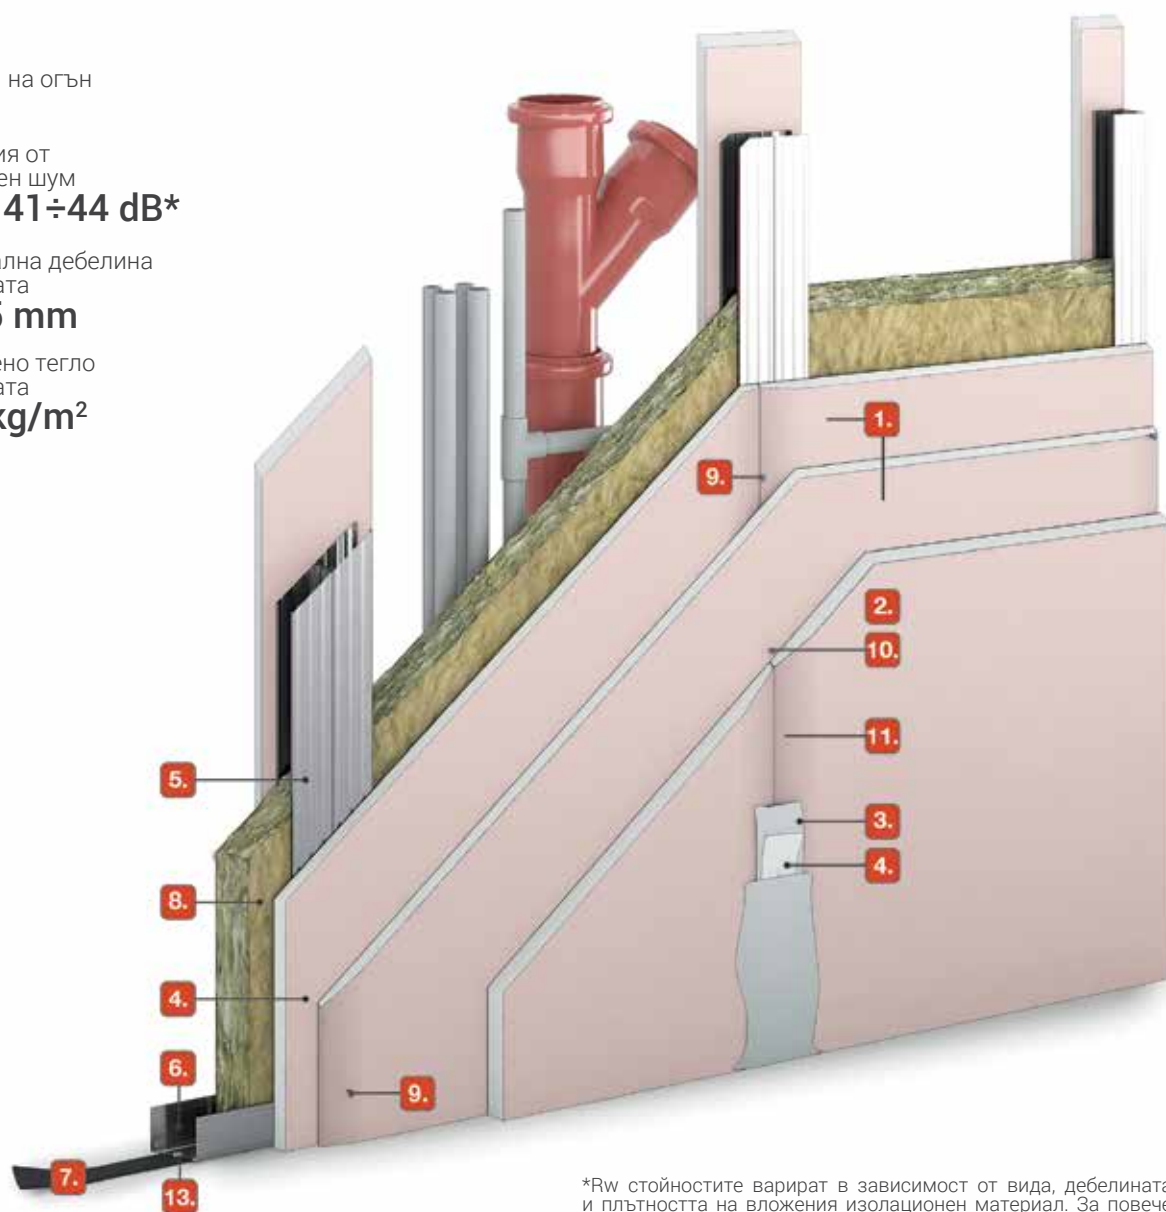 на огън
ия от
ен шум
41÷44 dB*
ална дебелина
ата
mm
ено тегло
ата
kg/m²
1.
9.
2.
10.
11.
5.
3.
4.
8.
4.
6.
9.
7.
13.
*Rw стойностите варират в зависимост от вида, дебелината
и плътността на вложения изолационен материал. За повече